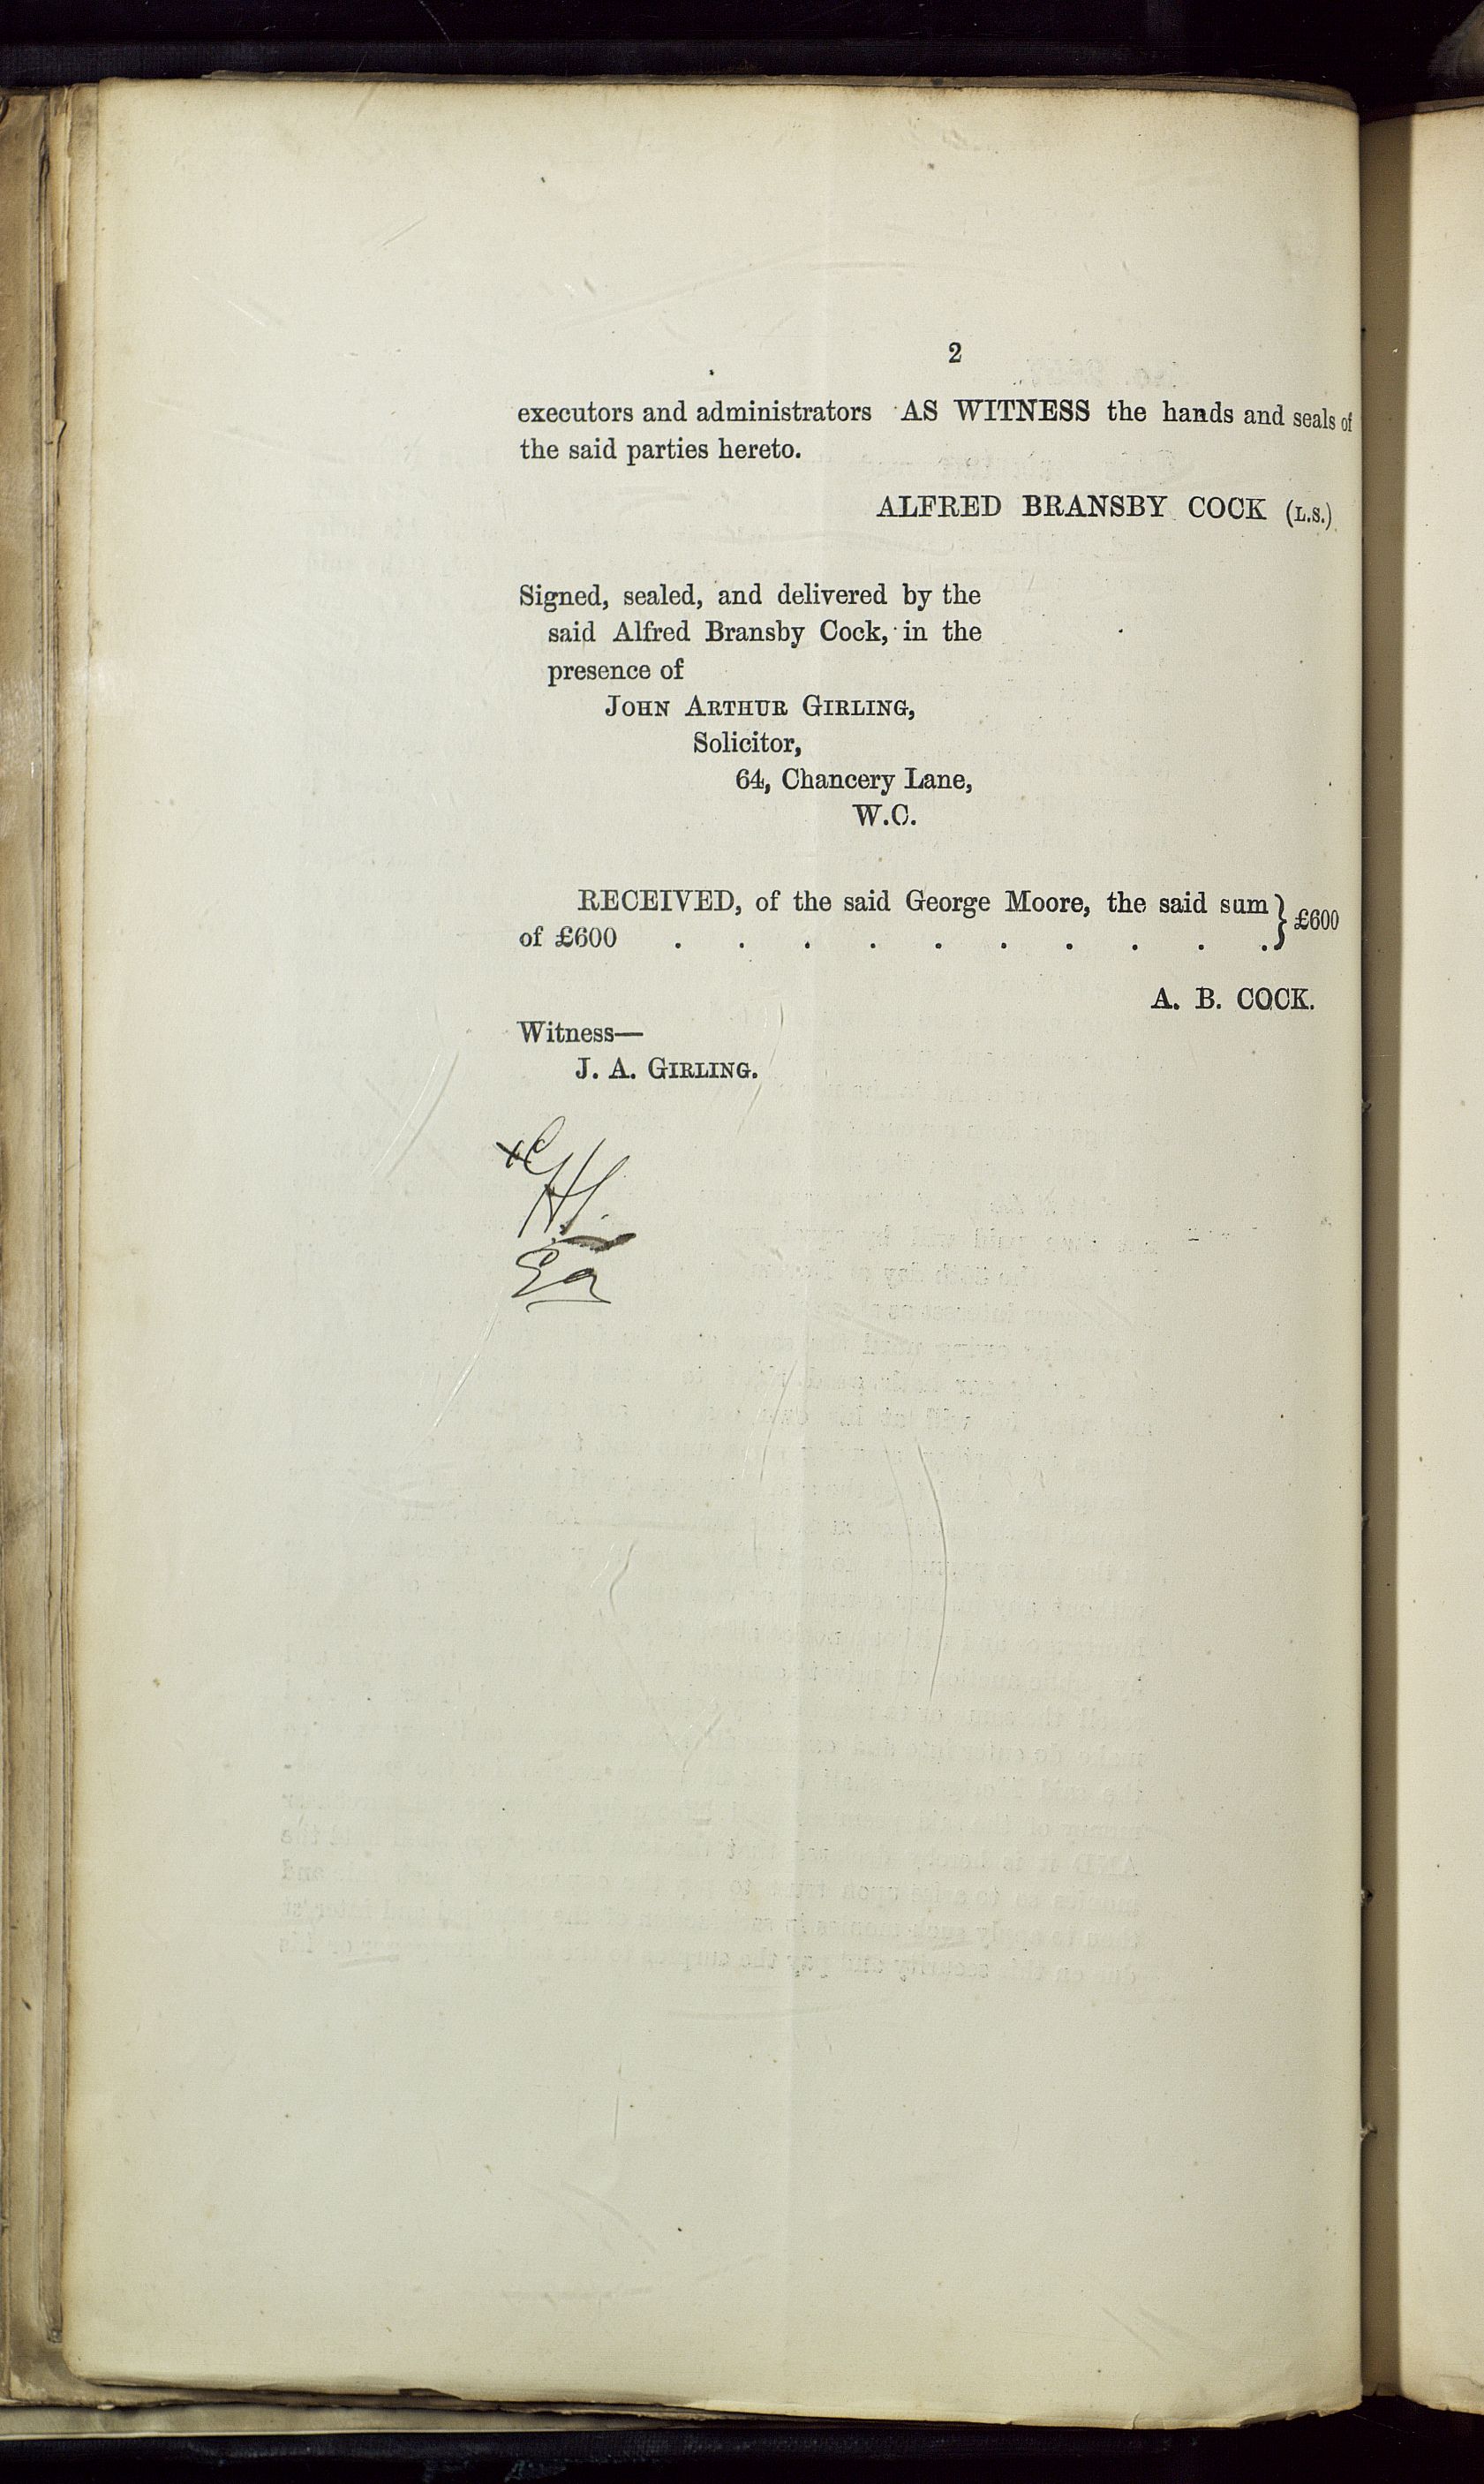 2
executors and administrators AS WITNESS the hands and seals of
the said parties hereto.
ALFRED BRANSBY COCK (L.S.)
Signed, sealed, and delivered by the
said Alfred Bransby Cock, in the
presence of
JOHN ARTHUR GIRLING,
Solicitor,
64, Chancery Lane,
W.C.
RECEIVED, of the said George Moore, the said sum } £600
of £600 . . . . . . . . . .
A. B. COCK.
Witness—
J. A. GIRLING.